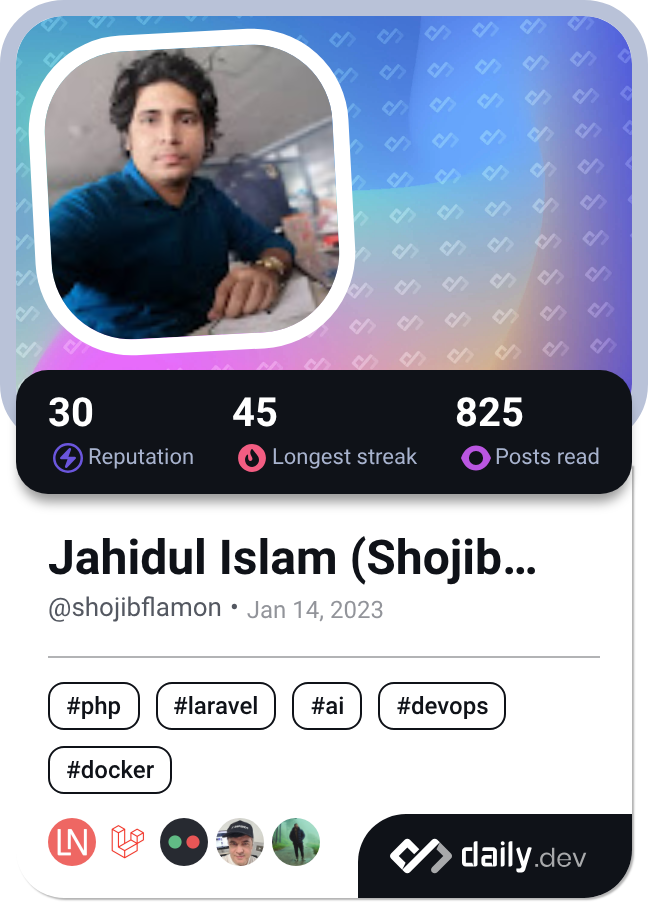 30 45 825
Reputation Longest streak Posts read
Jahidul Islam (Shojib...
@shojibflamon • Jan 14, 2023
#php #laravel #ai #devops
#docker
LN
daily.dev